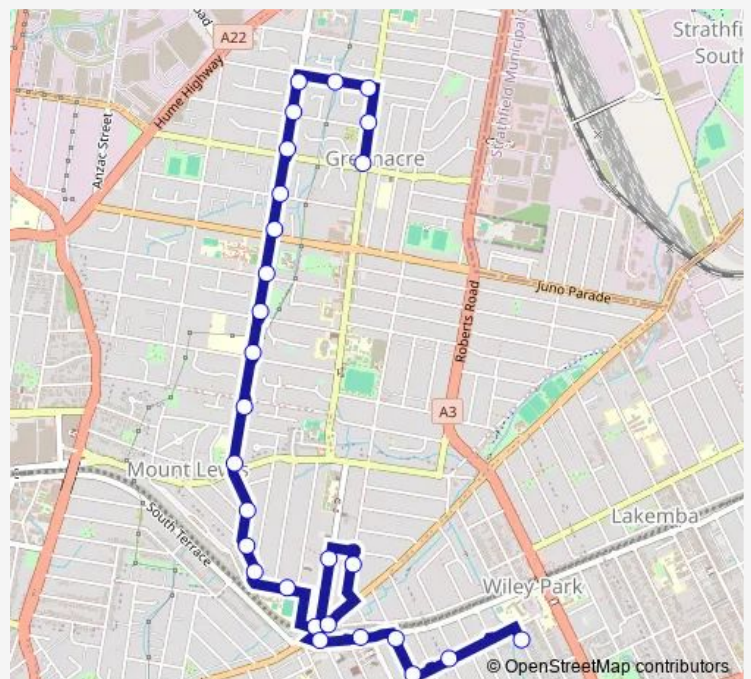 A22
Hume Highway
Strathfi
South
Strathfield Municipal
Anzac Street
Greenacre
Juno Parade
Roberts Road
A3
Mount Lewis
South Terrace
Lakemba
Wiley Park
© OpenStreetMap contributors